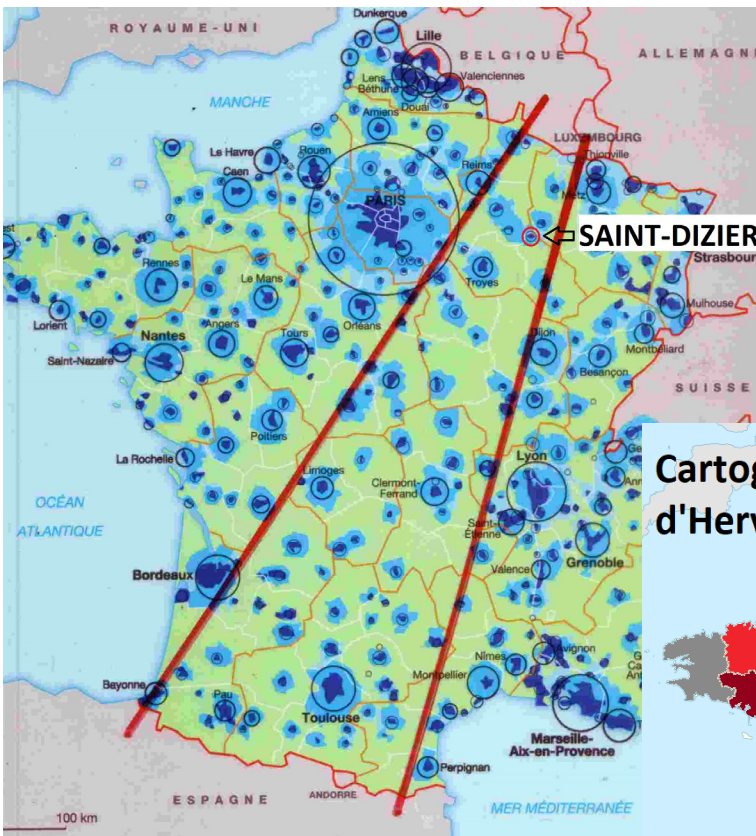 Dunkerque
ROYAUME-UNI
Lille
BELGIQUE
ALLEMAGNE
Lens
Valenciennes
Béthune
Douai
MANCHE
Amiens
LUXEMBOURG
Le Havre
Rouen
Thionville
Caen
Reims
Metz
PARIS
SAINT-DIZIER
Strasbour
Rennes
Troyes
Le Mans
Mulhouse
Lorient
Angers
Orléans
Nantes
Tours
Dijon
Montbéliard
Saint-Nazaire
Besançon
SUISSE
Poitiers
La Rochelle
Lyon
Limoges
Clermont-
Ferrand
Cartog
d'Herv
OCÉAN
ATLANTIQUE
Saint-
Étienne
Grenoble
Bordeaux
Valence
Avignon
Nîmes
Montpellier
Bayonne
Pau
Toulouse
Marseille-
Aix-en-Provence
Perpignan
ESPAGNE
ANDORRE
MER MÉDITERRANÉE
100 km